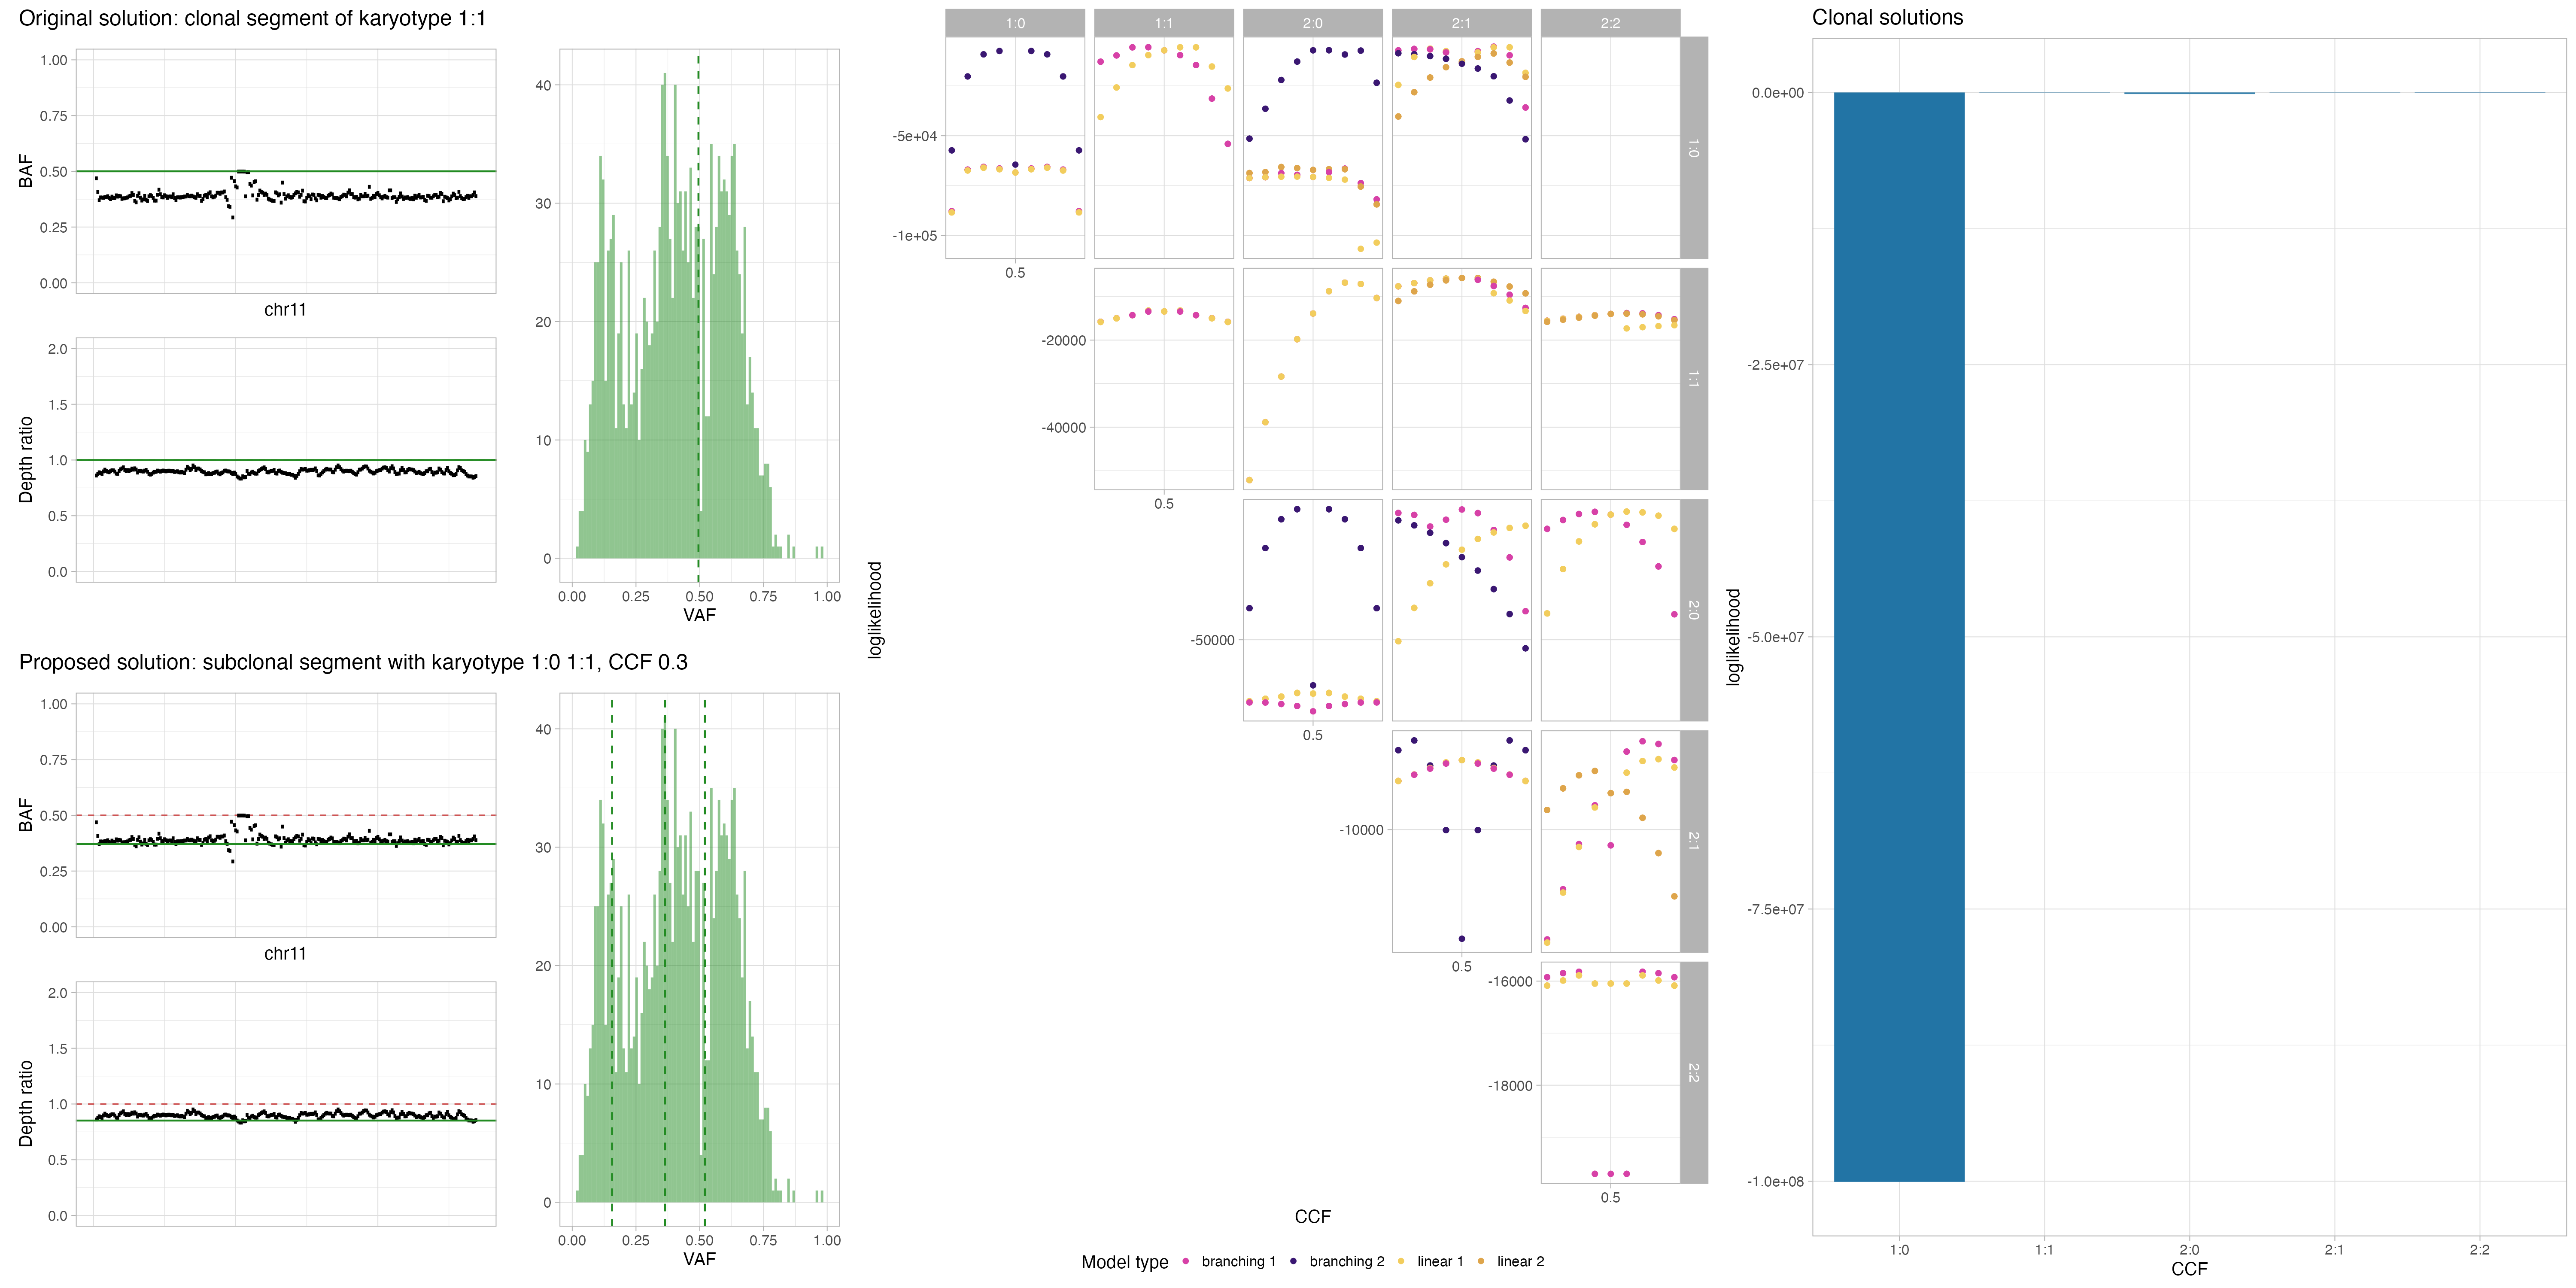 Original solution: clonal segment of karyotype 1:1
BAF
1.00
0.75
0.50
0.25
0.00
chr11
Depth ratio
2.0
1.5
1.0
0.5
0.0
40
30
20
10
0
0.00 0.25 0.50 0.75 1.00
VAF
Proposed solution: subclonal segment with karyotype 1:0 1:1, CCF 0.3
BAF
1.00
0.75
0.50
0.25
0.00
chr11
Depth ratio
2.0
1.5
1.0
0.5
0.0
40
30
20
10
0
0.00 0.25 0.50 0.75 1.00
VAF
loglikelihood
1:0 1:1 2:0 2:1 2:2
-5e+04
-1e+05
1:0
0.5
-20000
-40000
1:1
0.5
-50000
2:0
0.5
-10000
2:1
0.5
-16000
-18000
2:2
0.5
CCF
Model type branching 1 branching 2 linear 1 linear 2
Clonal solutions
loglikelihood
0.0e+00
-2.5e+07
-5.0e+07
-7.5e+07
-1.0e+08
1:0 1:1 2:0 2:1 2:2
CCF